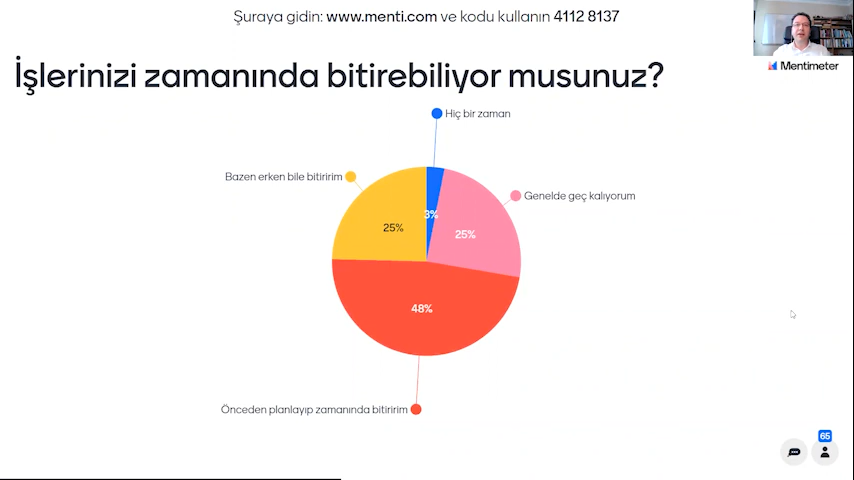 Şuraya gidin: www.menti.com ve kodu kullanın 4112 8137
Mentimeter
İşlerinizi zamanında bitirebiliyor musunuz?
Hiç bir zaman
Bazen erken bile bitiririm
Genelde geç kalıyorum
3%
25%
25%
48%
Önceden planlayıp zamanında bitiririm
65